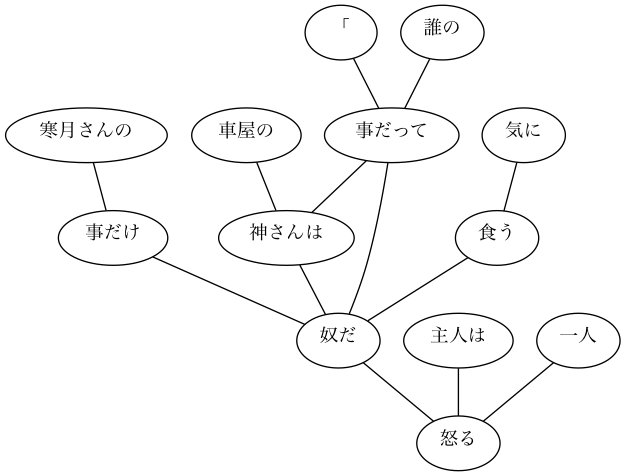 「
誰の
寒月さんの
車屋の
事だって
気に
事だけ
神さんは
食う
奴だ
主人は
一人
怒る